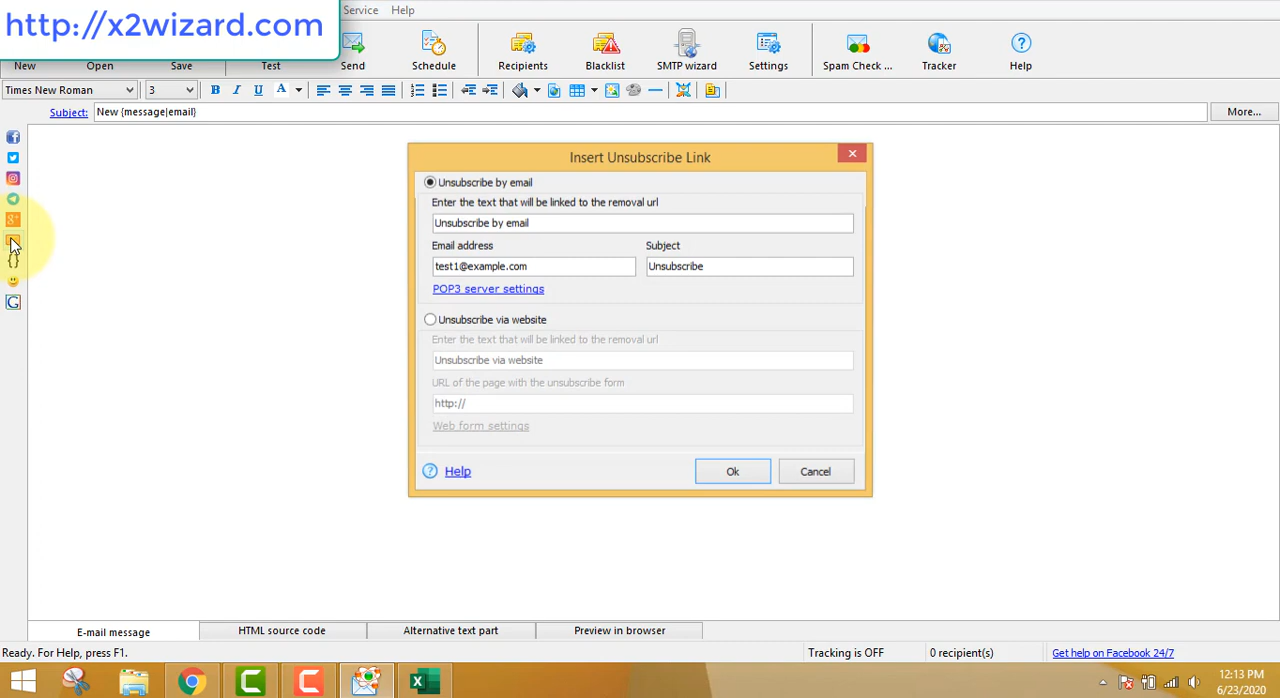 http://x2wizard.com
Service Help
New Open Save Test Send Schedule Recipients Blacklist SMTP wizard Settings Spam Check ... Tracker Help
Times New Roman 3 B I U A
Subject: New {message|email} More...
Insert Unsubscribe Link
Unsubscribe by email
Enter the text that will be linked to the removal url
Unsubscribe by email
Email address Subject
test1@example.com Unsubscribe
POP3 server settings
Unsubscribe via website
Enter the text that will be linked to the removal url
Unsubscribe via website
URL of the page with the unsubscribe form
http://
Web form settings
Help Ok Cancel
E-mail message HTML source code Alternative text part Preview in browser
Ready. For Help, press F1. Tracking is OFF 0 recipient(s) Get help on Facebook 24/7
12:13 PM
6/23/2020